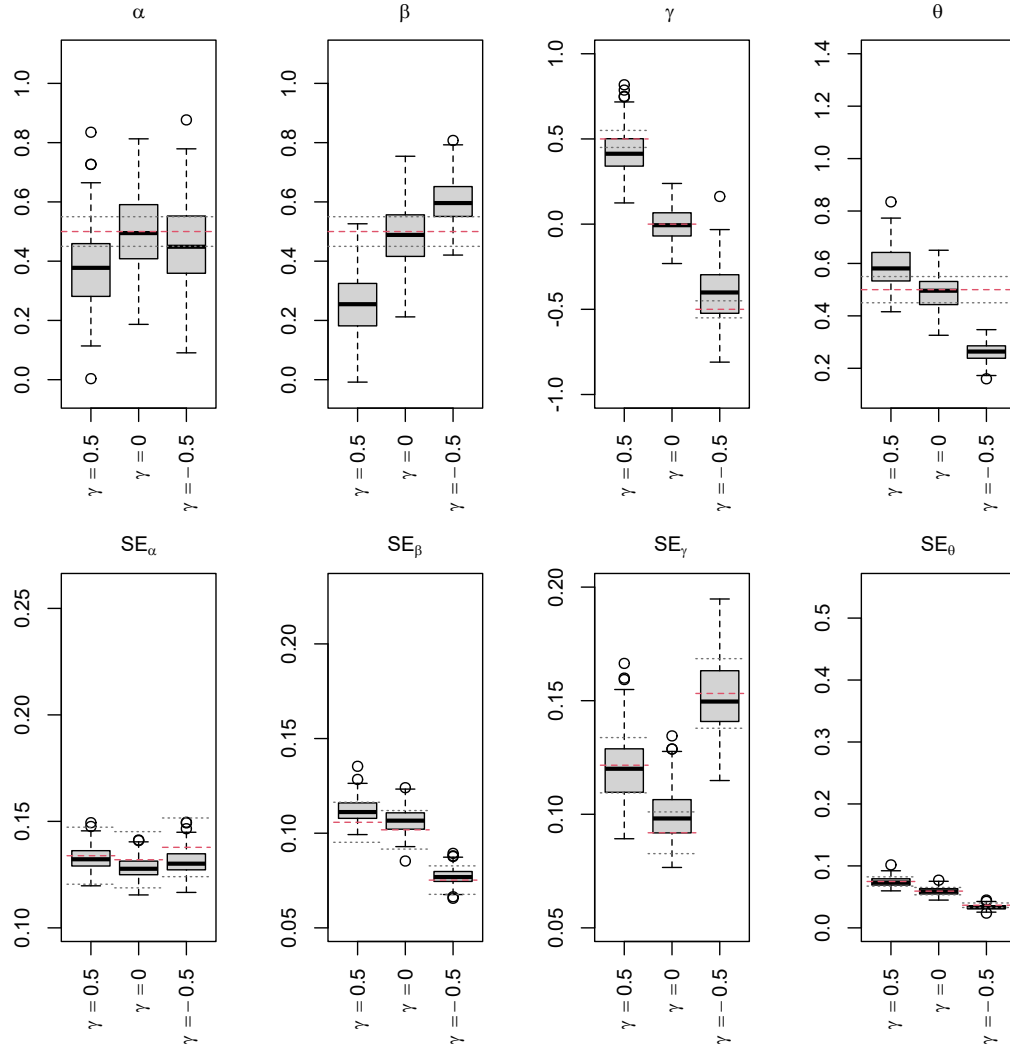 α
0.0 0.2 0.4 0.6 0.8 1.0
γ = 0.5 γ = 0 γ = − 0.5
β
0.0 0.2 0.4 0.6 0.8 1.0
γ = 0.5 γ = 0 γ = − 0.5
γ
-1.0 -0.5 0.0 0.5 1.0
γ = 0.5 γ = 0 γ = − 0.5
θ
0.2 0.4 0.6 0.8 1.0 1.2 1.4
γ = 0.5 γ = 0 γ = − 0.5
SEα
0.10 0.15 0.20 0.25
γ = 0.5 γ = 0 γ = − 0.5
SEβ
0.05 0.10 0.15 0.20
γ = 0.5 γ = 0 γ = − 0.5
SEγ
0.05 0.10 0.15 0.20
γ = 0.5 γ = 0 γ = − 0.5
SEθ
0.0 0.1 0.2 0.3 0.4 0.5
γ = 0.5 γ = 0 γ = − 0.5